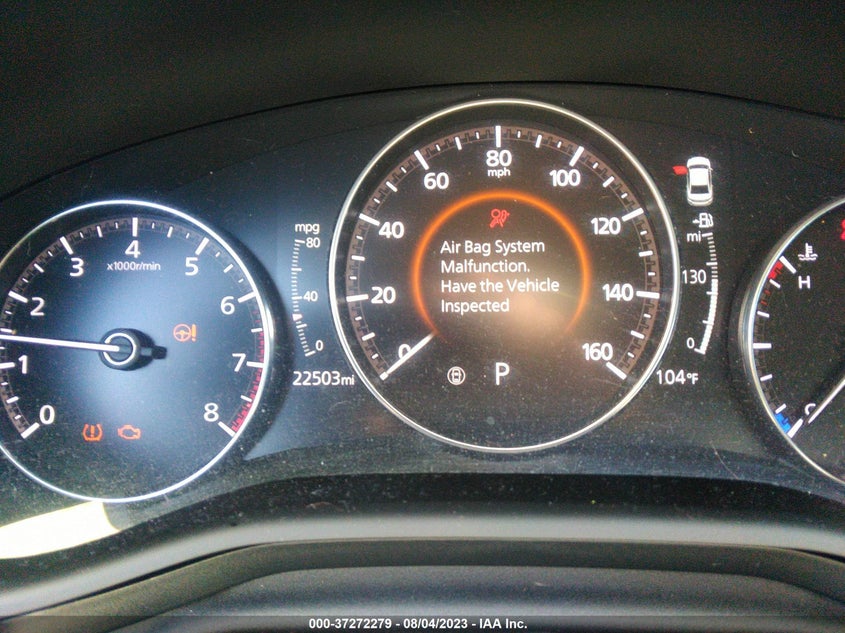 0
1
2
3
4
5
6
7
8
x1000r/min
mpg
80
40
0
22503mi
0
20
40
60
80
mph
100
120
140
160
Air Bag System
Malfunction.
Have the Vehicle
Inspected
P
mi
130
0
104°F
H
C
000-37272279 - 08/04/2023 - IAA Inc.